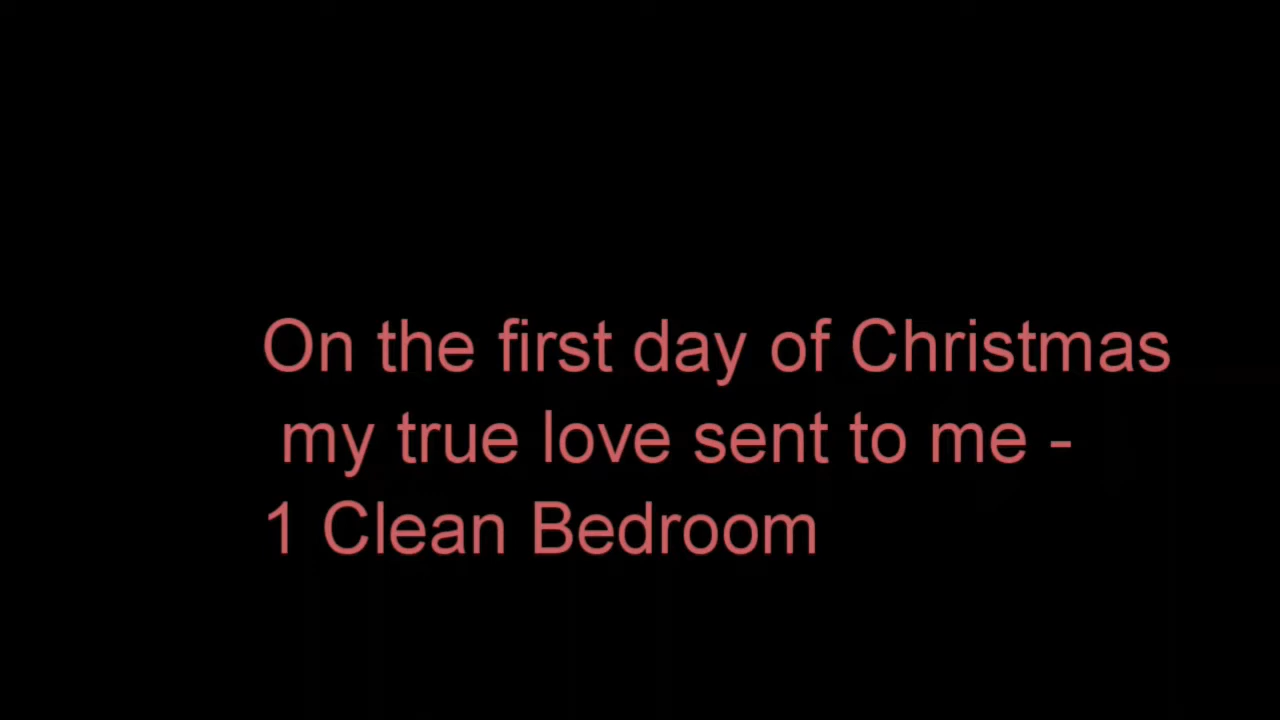 On the first day of Christmas
my true love sent to me -
1 Clean Bedroom